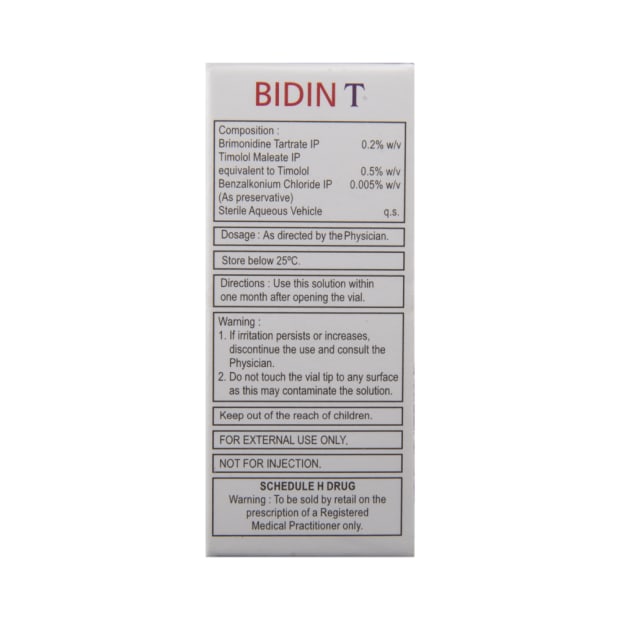 BIDIN T
Composition :
Brimonidine Tartrate IP 0.2% w/v
Timolol Maleate IP
equivalent to Timolol 0.5% w/v
Benzalkonium Chloride IP 0.005% w/v
(As preservative)
Sterile Aqueous Vehicle q.s.
Dosage : As directed by the Physician.
Store below 25ºC.
Directions : Use this solution within
one month after opening the vial.
Warning :
1. If irritation persists or increases,
discontinue the use and consult the
Physician.
2. Do not touch the vial tip to any surface
as this may contaminate the solution.
Keep out of the reach of children.
FOR EXTERNAL USE ONLY.
NOT FOR INJECTION.
SCHEDULE H DRUG
Warning : To be sold by retail on the
prescription of a Registered
Medical Practitioner only.